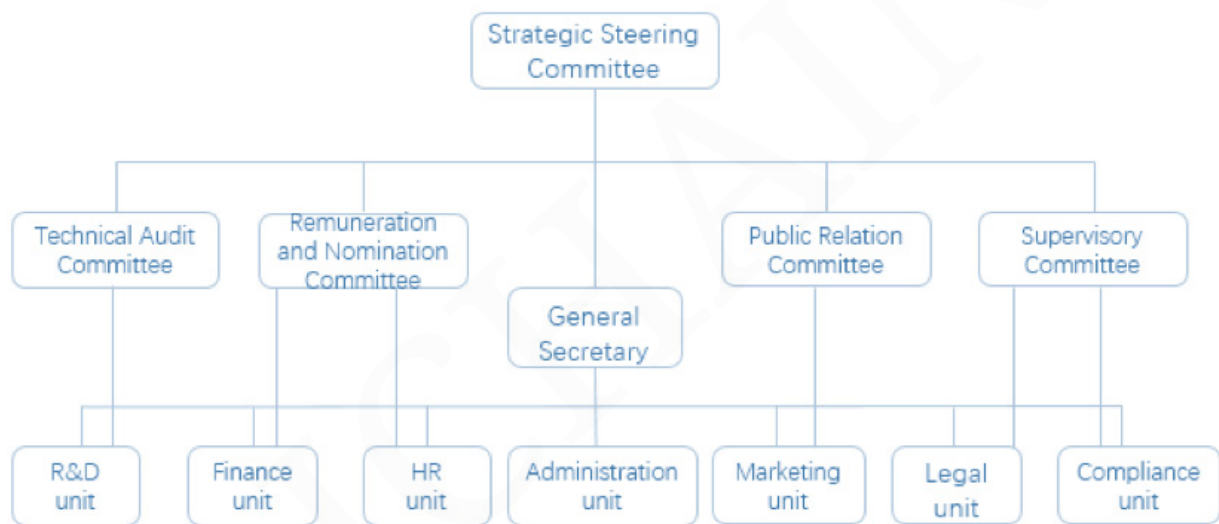 Strategic Steering
Committee
Technical Audit
Committee
Remuneration
and Nomination
Committee
Public Relation
Committee
Supervisory
Committee
General
Secretary
R&D
unit
Finance
unit
HR
unit
Administration
unit
Marketing
unit
Legal
unit
Compliance
unit